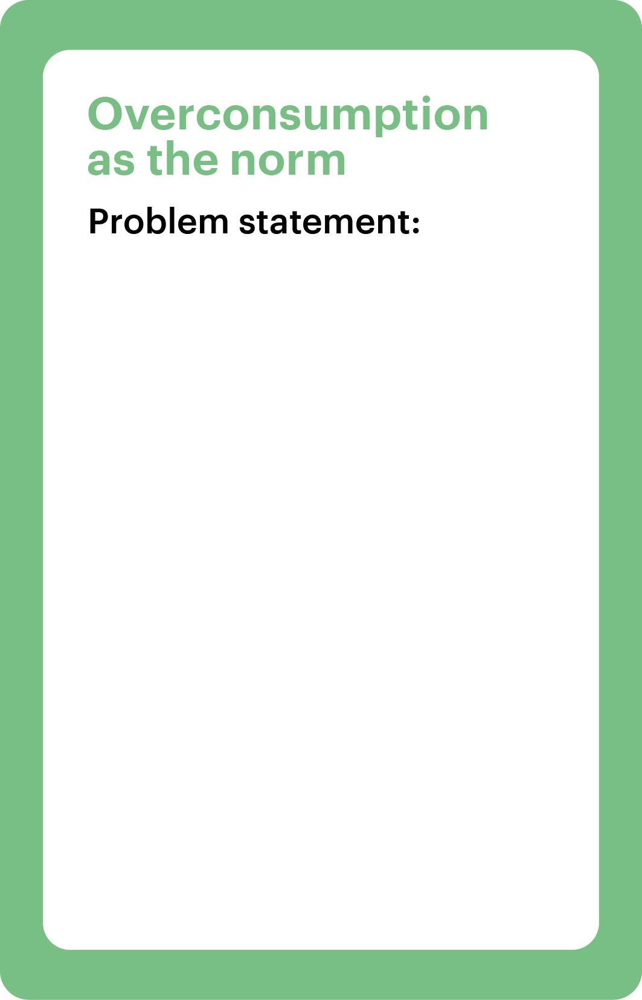 Overconsumption
as the norm
Problem statement: